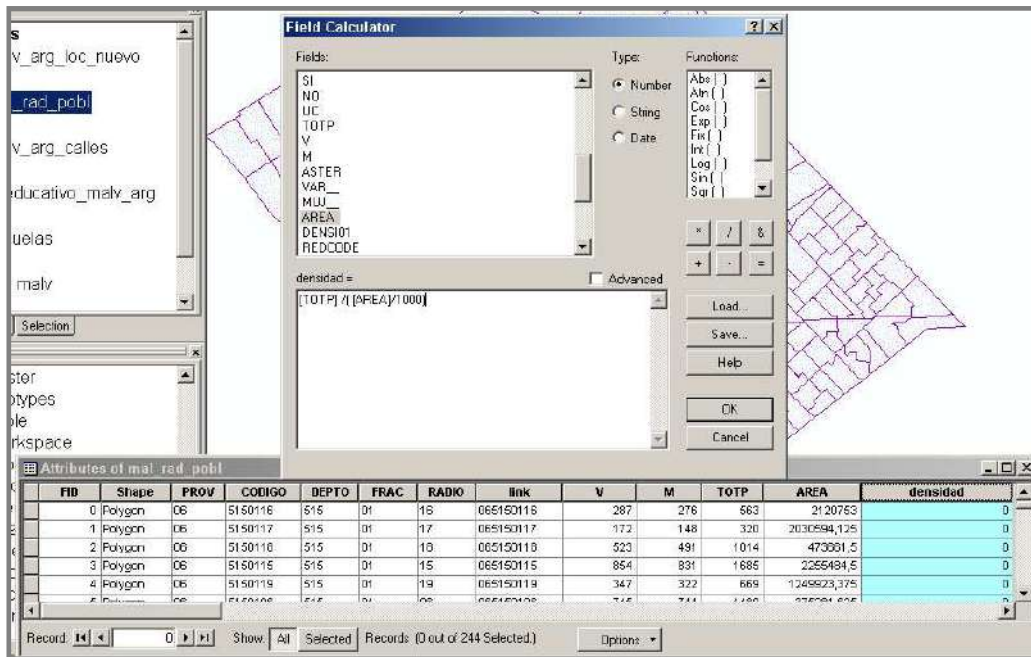 Field Calculator
s
v_arg_loc_nuevo
_rad_pobl
v_arg_calles
educativo_malv_arg
uelas
malv
Selection
Fields:
SI
NO
UC
TOTP
V
M
ASTER
VAR__
MUJ__
AREA
DENSI01
REDCODE
Type:
Number
String
Date
Functions:
Abs ( )
Atn ( )
Cos ( )
Exp ( )
Fix ( )
Int ( )
Log ( )
Sin ( )
Sqr ( )
* / &
+ - =
densidad =
Advanced
[TOTP] /( [AREA]/1000)
Load...
Save...
Help
OK
Cancel
ster
otypes
ole
rkspace
Attributes of mal_rad_pobl
FID Shape PROV CODIGO DEPTO FRAC RADIO link V M TOTP AREA densidad
0 Polygon 06 5150116 515 01 16 065150116 287 276 563 2120753 0
1 Polygon 06 5150117 515 01 17 065150117 172 148 320 2030594,125 0
2 Polygon 06 5150118 515 01 18 065150118 523 491 1014 473661,5 0
3 Polygon 06 5150115 515 01 15 065150115 854 831 1685 2255484,5 0
4 Polygon 06 5150119 515 01 19 065150119 347 322 669 1249923,375 0
Record: 0 Show: All Selected Records (0 out of 244 Selected.) Options